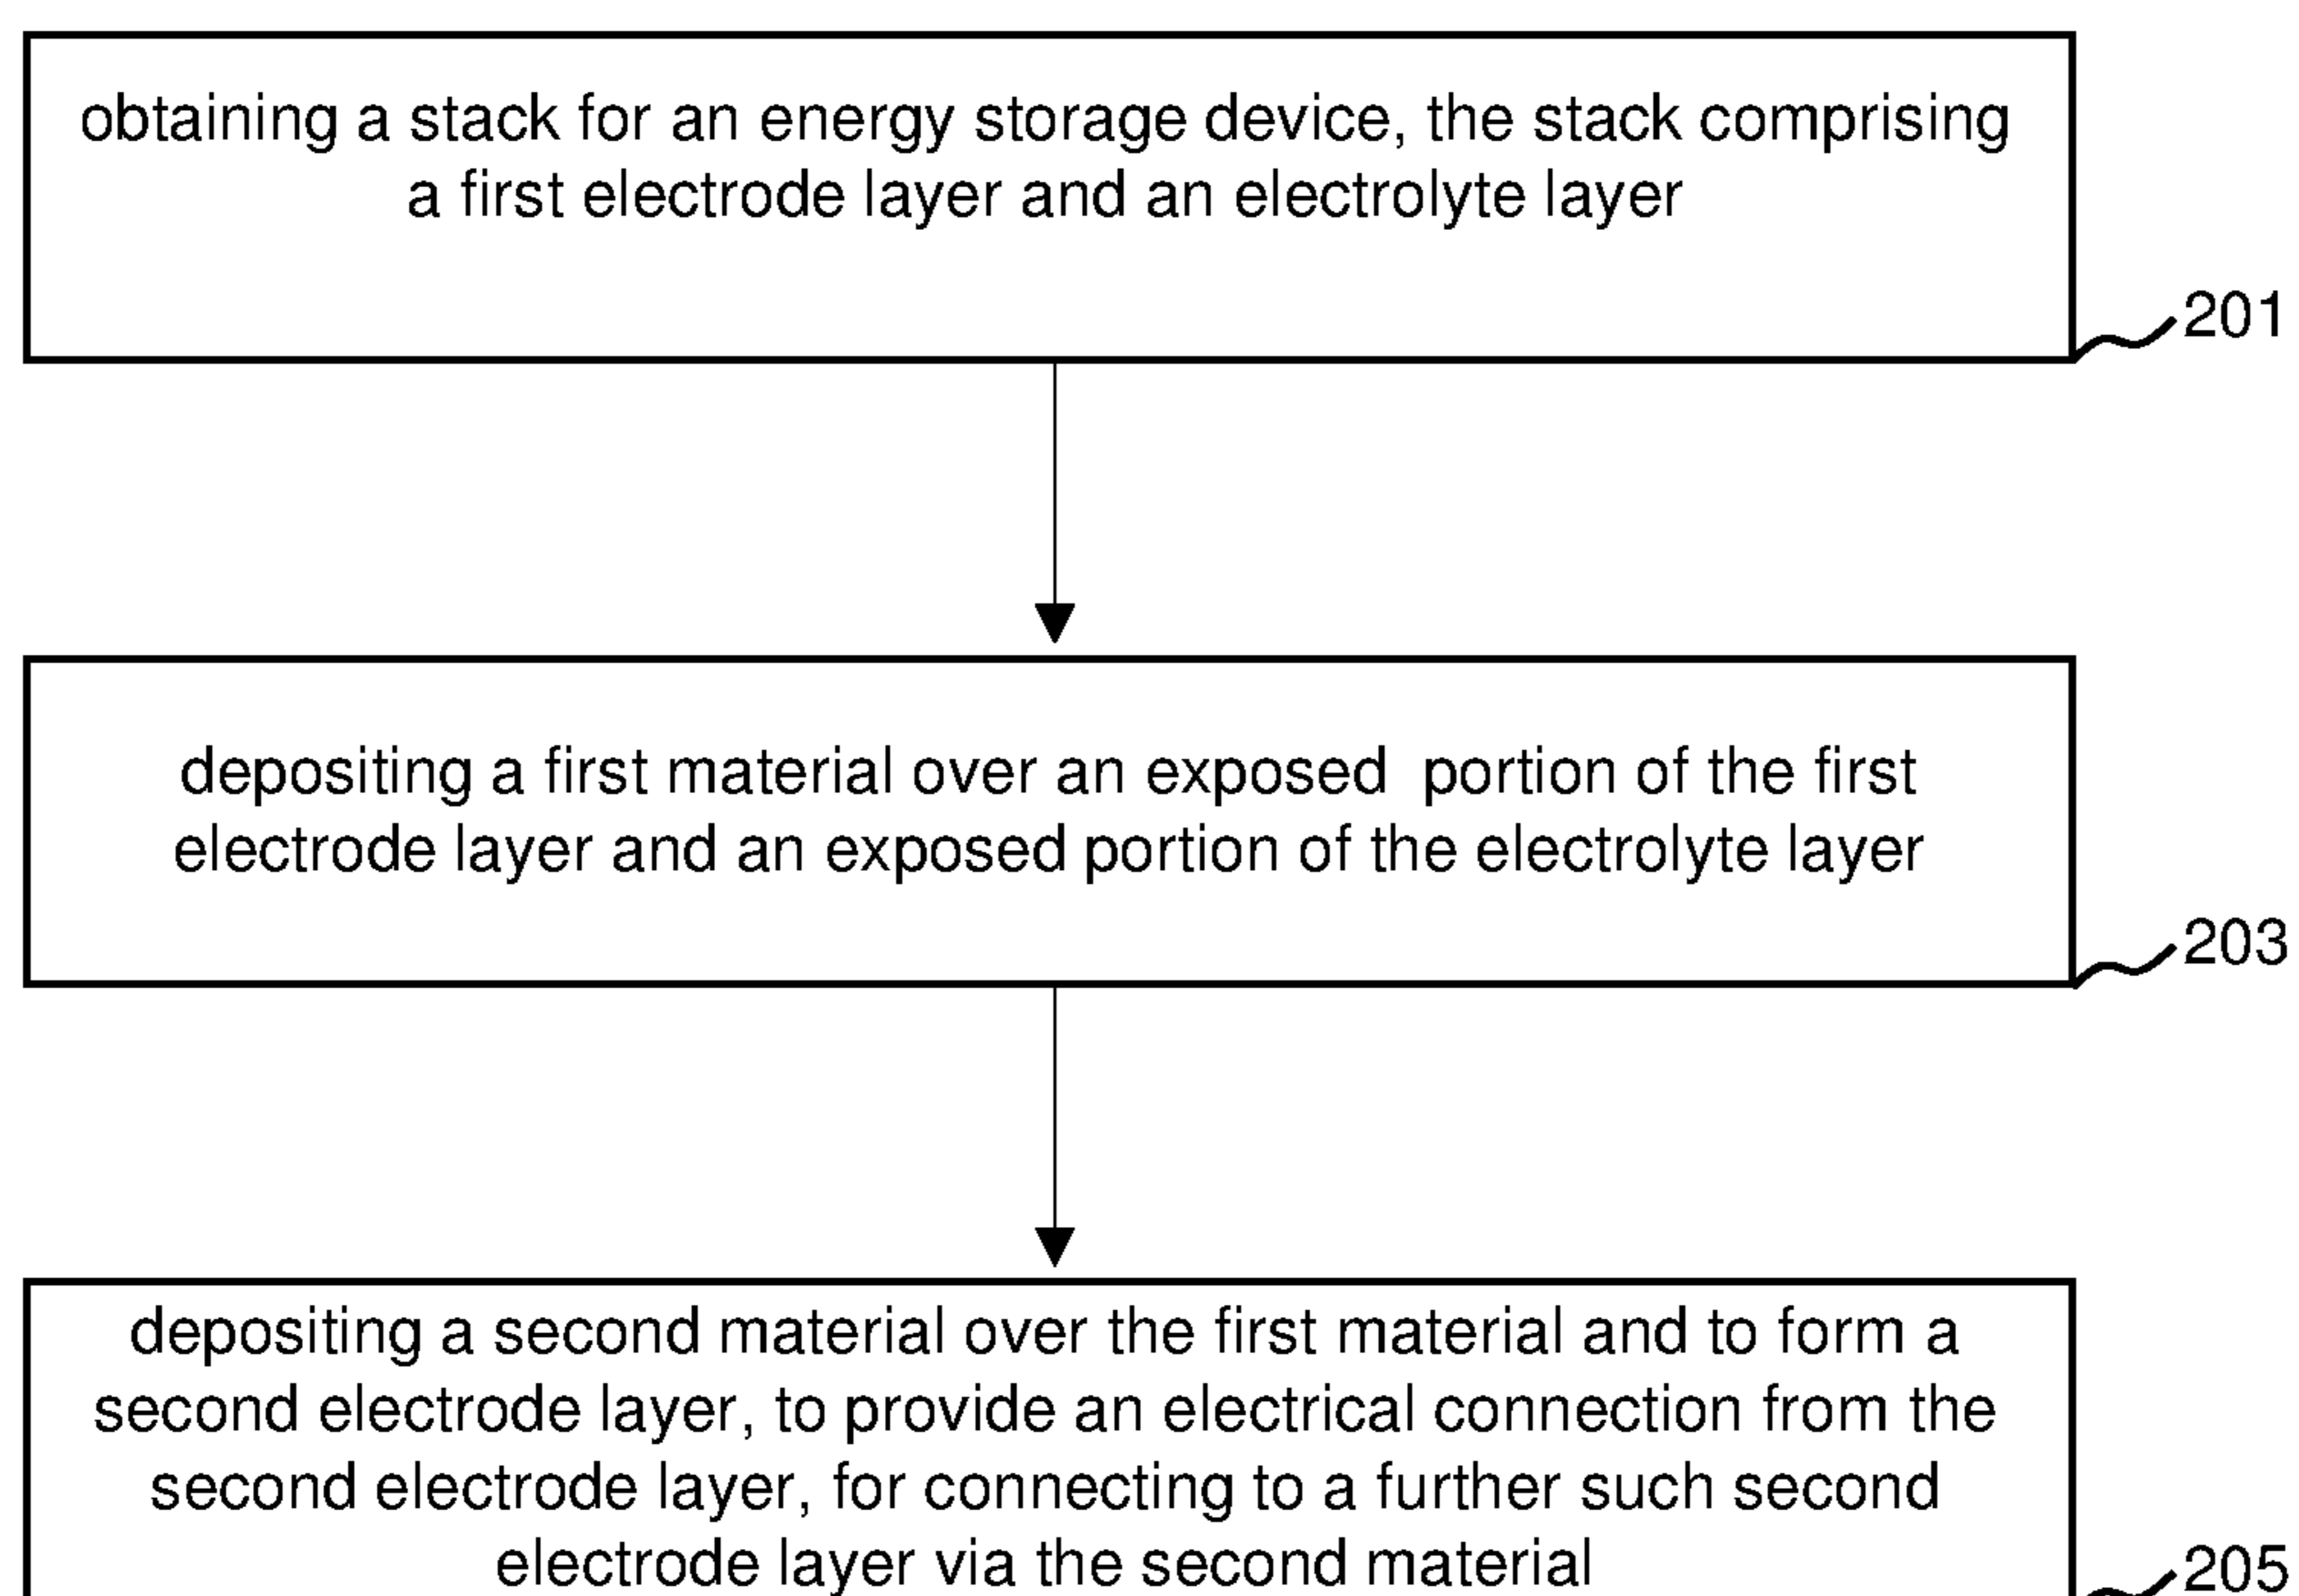 obtaining a stack for an energy storage device, the stack comprising
a first electrode layer and an electrolyte layer
201
depositing a first material over an exposed portion of the first
electrode layer and an exposed portion of the electrolyte layer
203
depositing a second material over the first material and to form a
second electrode layer, to provide an electrical connection from the
second electrode layer, for connecting to a further such second
electrode layer via the second material
205